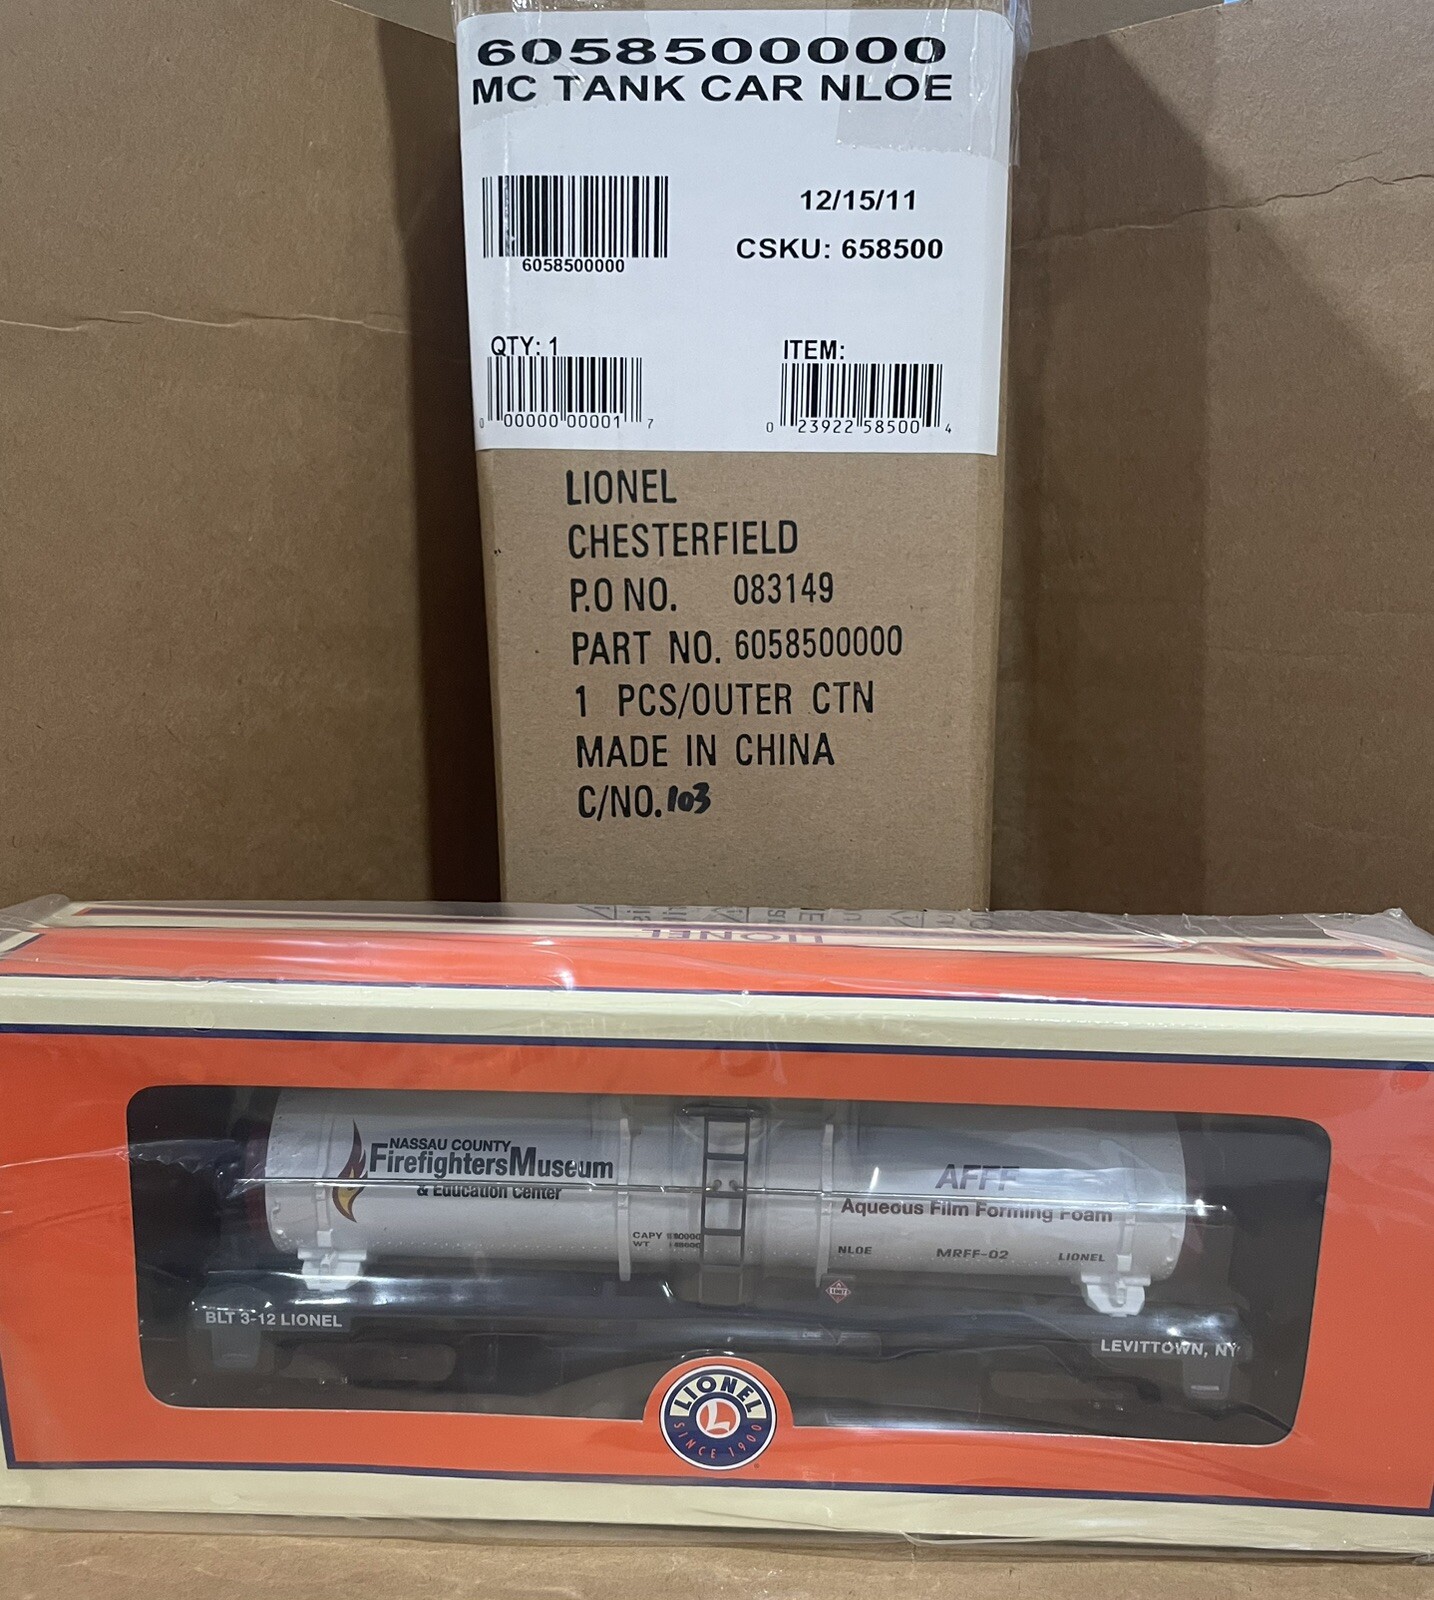 6058500000
MC TANK CAR NLOE
12/15/11
6058500000
CSKU: 658500
QTY: 1
ITEM:
0 00000 00001 7
0 23922 58500 4
LIONEL
CHESTERFIELD
P.O NO. 083149
PART NO. 6058500000
1 PCS/OUTER CTN
MADE IN CHINA
C/NO. 103
LIONEL
NASSAU COUNTY
FirefightersMuseum
& Education Center
AFFF
Aqueous Film Forming Foam
CAPY
WT
NLOE MRFF-02 LIONEL
BLT 3-12 LIONEL
LEVITTOWN, NY
LIONEL
L
SINCE 1900